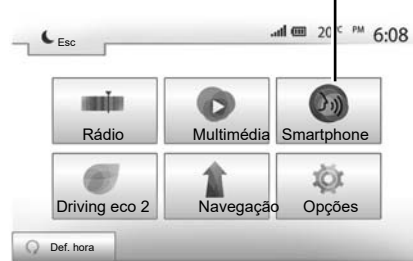 Esc 20°C PM 6:08
Rádio Multimédia Smartphone
Driving eco 2 Navegação Opções
Def. hora